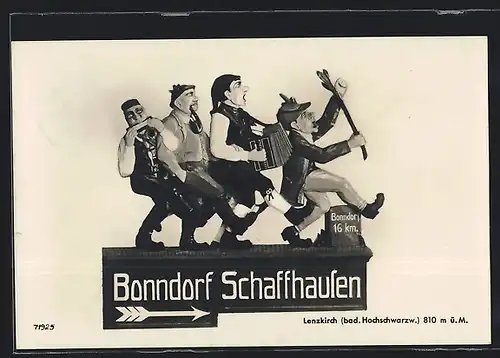 Bonndorf
16 km.
Bonndorf Schaffhausen
71925
Lenzkirch (bad. Hochschwarzw.) 810 m ü. M.